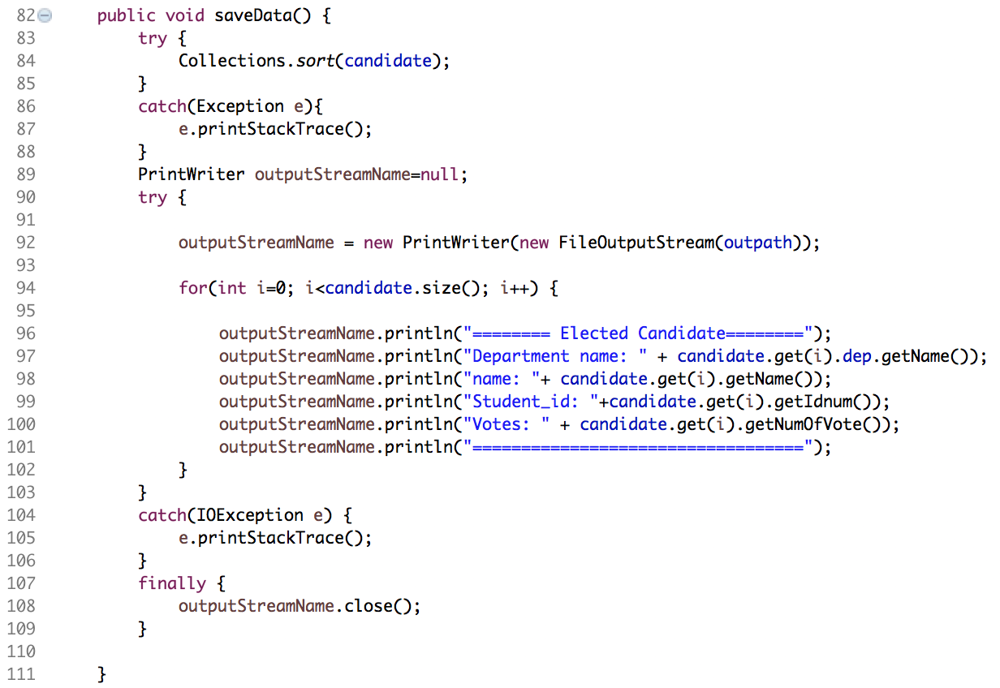 82 public void saveData() {
83 try {
84 Collections.sort(candidate);
85 }
86 catch(Exception e){
87 e.printStackTrace();
88 }
89 PrintWriter outputStreamName=null;
90 try {
91
92 outputStreamName = new PrintWriter(new FileOutputStream(outpath));
93
94 for(int i=0; i<candidate.size(); i++) {
95
96 outputStreamName.println("======== Elected Candidate========");
97 outputStreamName.println("Department name: " + candidate.get(i).dep.getName());
98 outputStreamName.println("name: "+ candidate.get(i).getName());
99 outputStreamName.println("Student_id: "+candidate.get(i).getIdnum());
100 outputStreamName.println("Votes: " + candidate.get(i).getNumOfVote());
101 outputStreamName.println("==================================");
102 }
103 }
104 catch(IOException e) {
105 e.printStackTrace();
106 }
107 finally {
108 outputStreamName.close();
109 }
110
111 }